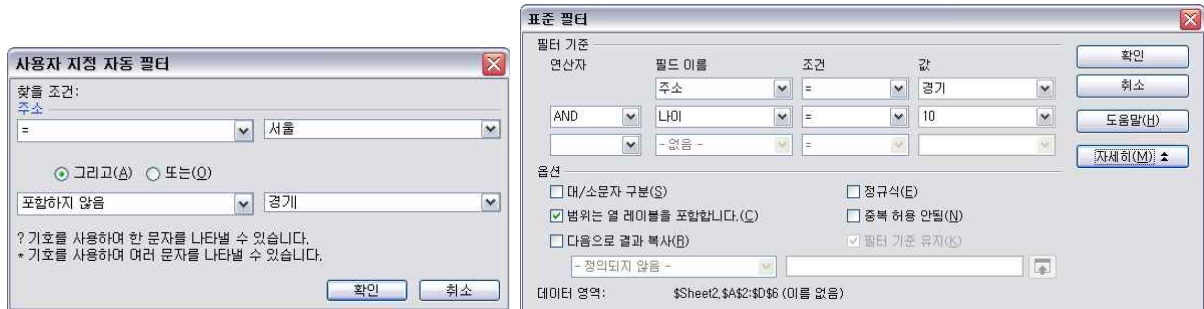 사용자 지정 자동 필터
찾을 조건:
주소
= 서울
그리고(A) 또는(O)
포함하지 않음 경기
? 기호를 사용하여 한 문자를 나타낼 수 있습니다.
* 기호를 사용하여 여러 문자를 나타낼 수 있습니다.
확인 취소
표준 필터
필터 기준
연산자 필드 이름 조건 값
주소 = 경기
AND 나이 = 10
- 없음 - =
확인
취소
도움말(H)
자세히(M)
옵션
대/소문자 구분(S) 정규식(E)
범위는 열 레이블을 포함합니다.(C) 중복 허용 안됨(N)
다음으로 결과 복사(R) 필터 기준 유지(K)
- 정의되지 않음 -
데이터 영역: $Sheet2,$A$2:$D$6 (이름 없음)